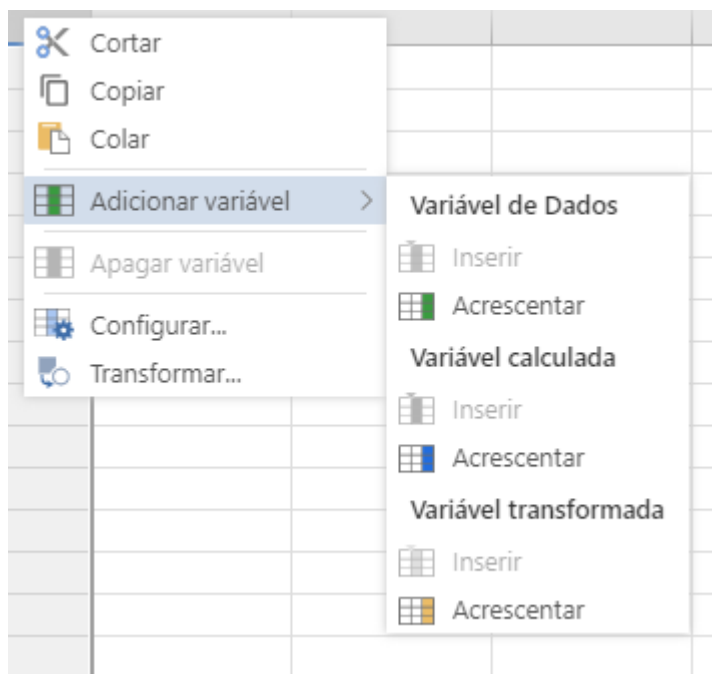 Cortar
Copiar
Colar
Adicionar variável
Apagar variável
Configurar...
Transformar...
Variável de Dados
Inserir
Acrescentar
Variável calculada
Inserir
Acrescentar
Variável transformada
Inserir
Acrescentar